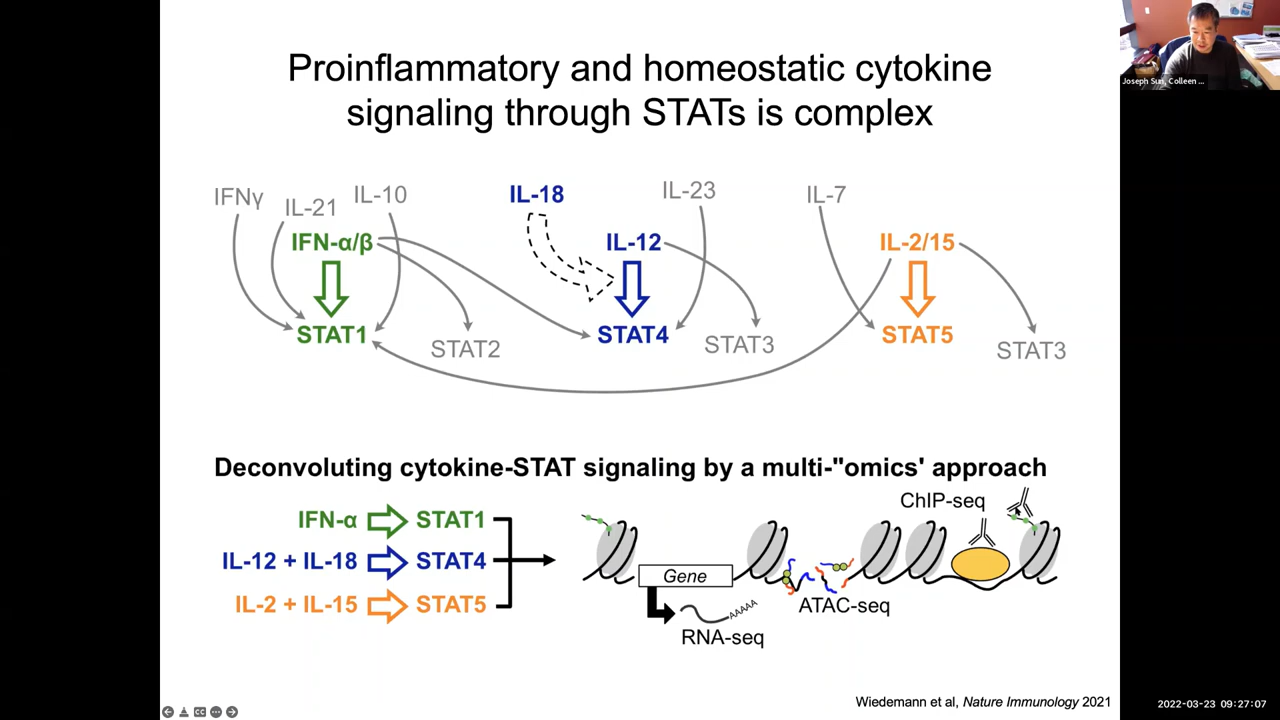 Proinflammatory and homeostatic cytokine
signaling through STATs is complex
IFNγ
IL-21
IL-10
IL-18
IL-23
IL-7
IFN-α/β
IL-12
IL-2/15
STAT1
STAT2
STAT4
STAT3
STAT5
STAT3
Deconvoluting cytokine-STAT signaling by a multi-"omics' approach
IFN-α
STAT1
IL-12 + IL-18
STAT4
IL-2 + IL-15
STAT5
ChIP-seq
Gene
AAAAA
ATAC-seq
RNA-seq
Wiedemann et al, Nature Immunology 2021
Joseph Sun, Colleen ...
CC
2022-03-23 09:27:07